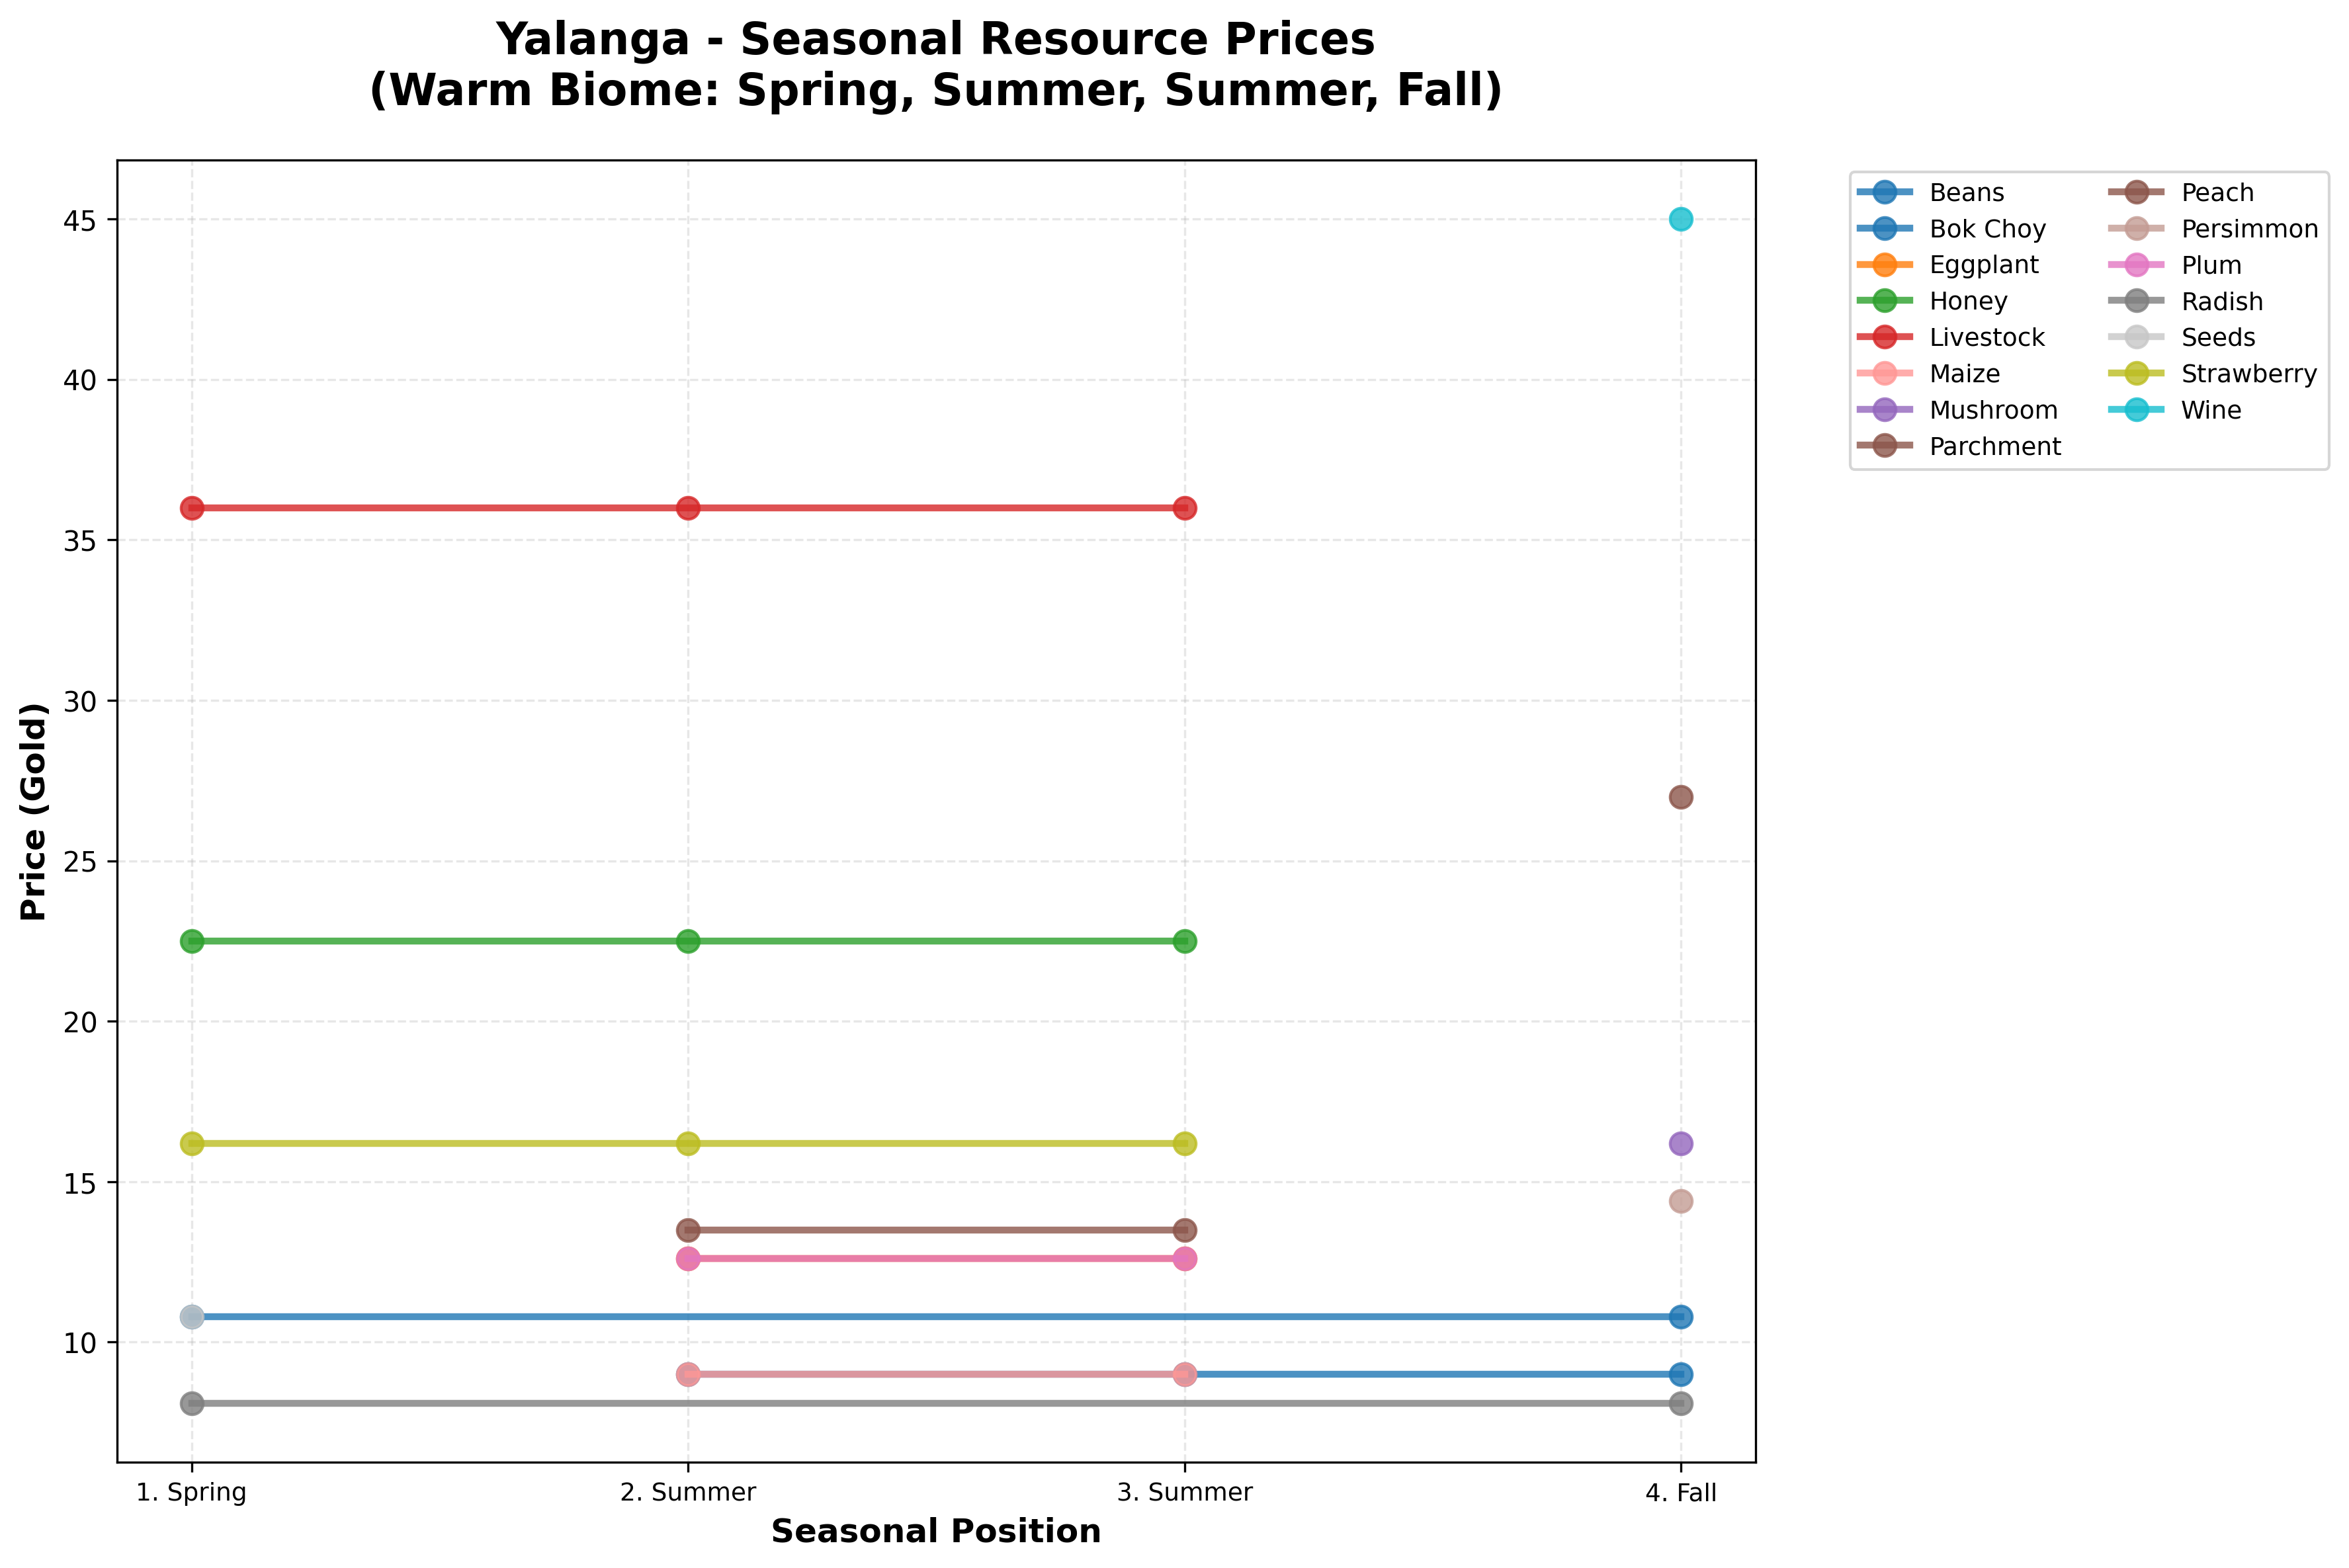 Yalanga - Seasonal Resource Prices
(Warm Biome: Spring, Summer, Summer, Fall)
Price (Gold)
45
40
35
30
25
20
15
10
1. Spring
2. Summer
3. Summer
4. Fall
Seasonal Position
Beans
Bok Choy
Eggplant
Honey
Livestock
Maize
Mushroom
Parchment
Peach
Persimmon
Plum
Radish
Seeds
Strawberry
Wine